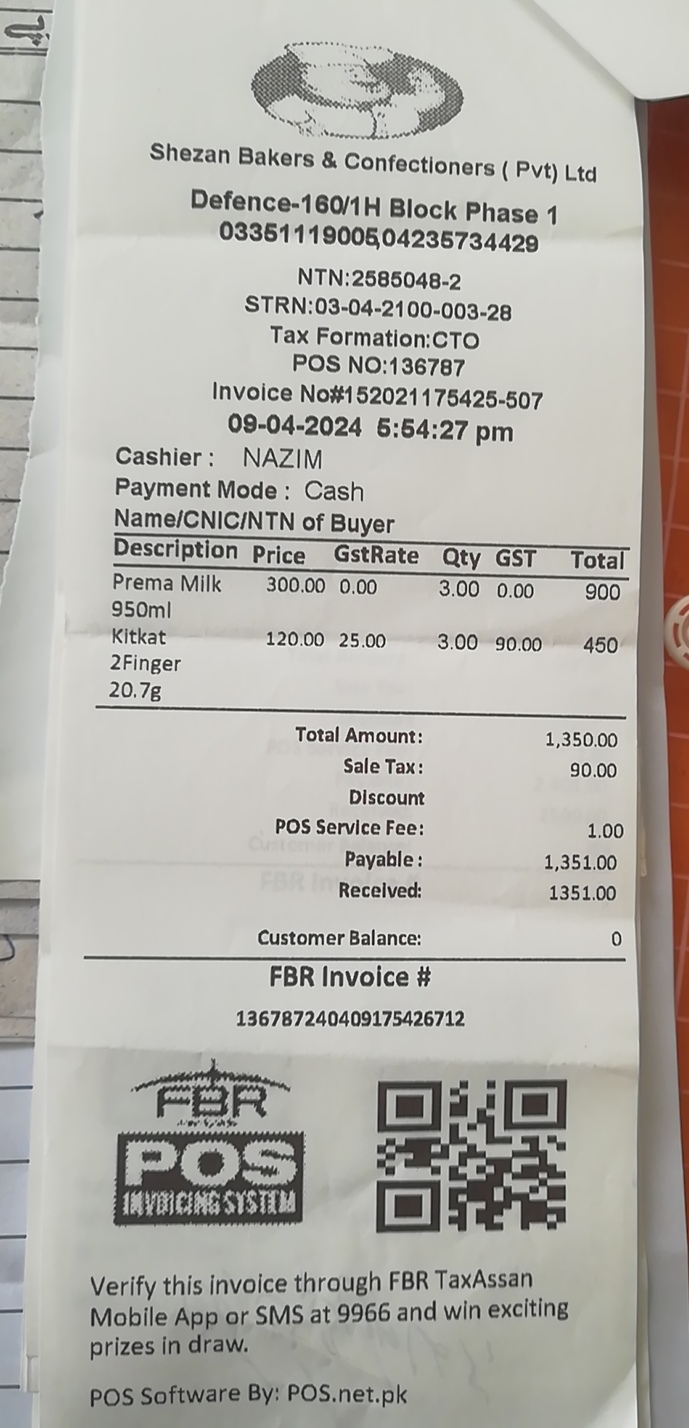 Shezan Bakers & Confectioners ( Pvt) Ltd
Defence-160/1H Block Phase 1
03351119005,04235734429
NTN:2585048-2
STRN:03-04-2100-003-28
Tax Formation:CTO
POS NO:136787
Invoice No#152021175425-507
09-04-2024 5:54:27 pm
Cashier : NAZIM
Payment Mode : Cash
Name/CNIC/NTN of Buyer
Description Price GstRate Qty GST Total
Prema Milk 300.00 0.00 3.00 0.00 900
950ml
Kitkat 120.00 25.00 3.00 90.00 450
2Finger
20.7g
Total Amount: 1,350.00
Sale Tax: 90.00
Discount
POS Service Fee: 1.00
Payable : 1,351.00
Received: 1351.00
Customer Balance: 0
FBR Invoice #
136787240409175426712
FBR
POS
INVOICING SYSTEM
Verify this invoice through FBR TaxAssan
Mobile App or SMS at 9966 and win exciting
prizes in draw.
POS Software By: POS.net.pk